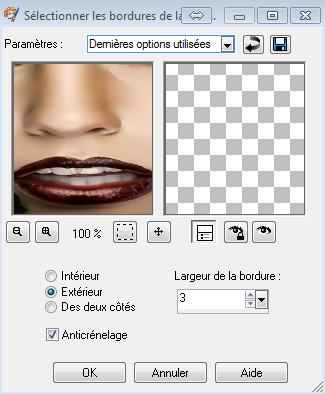 Sélectionner les bordures de la
Paramètres : Dernières options utilisées
100 %
Intérieur
Extérieur
Des deux côtés
Largeur de la bordure :
3
Anticrénelage
OK Annuler Aide